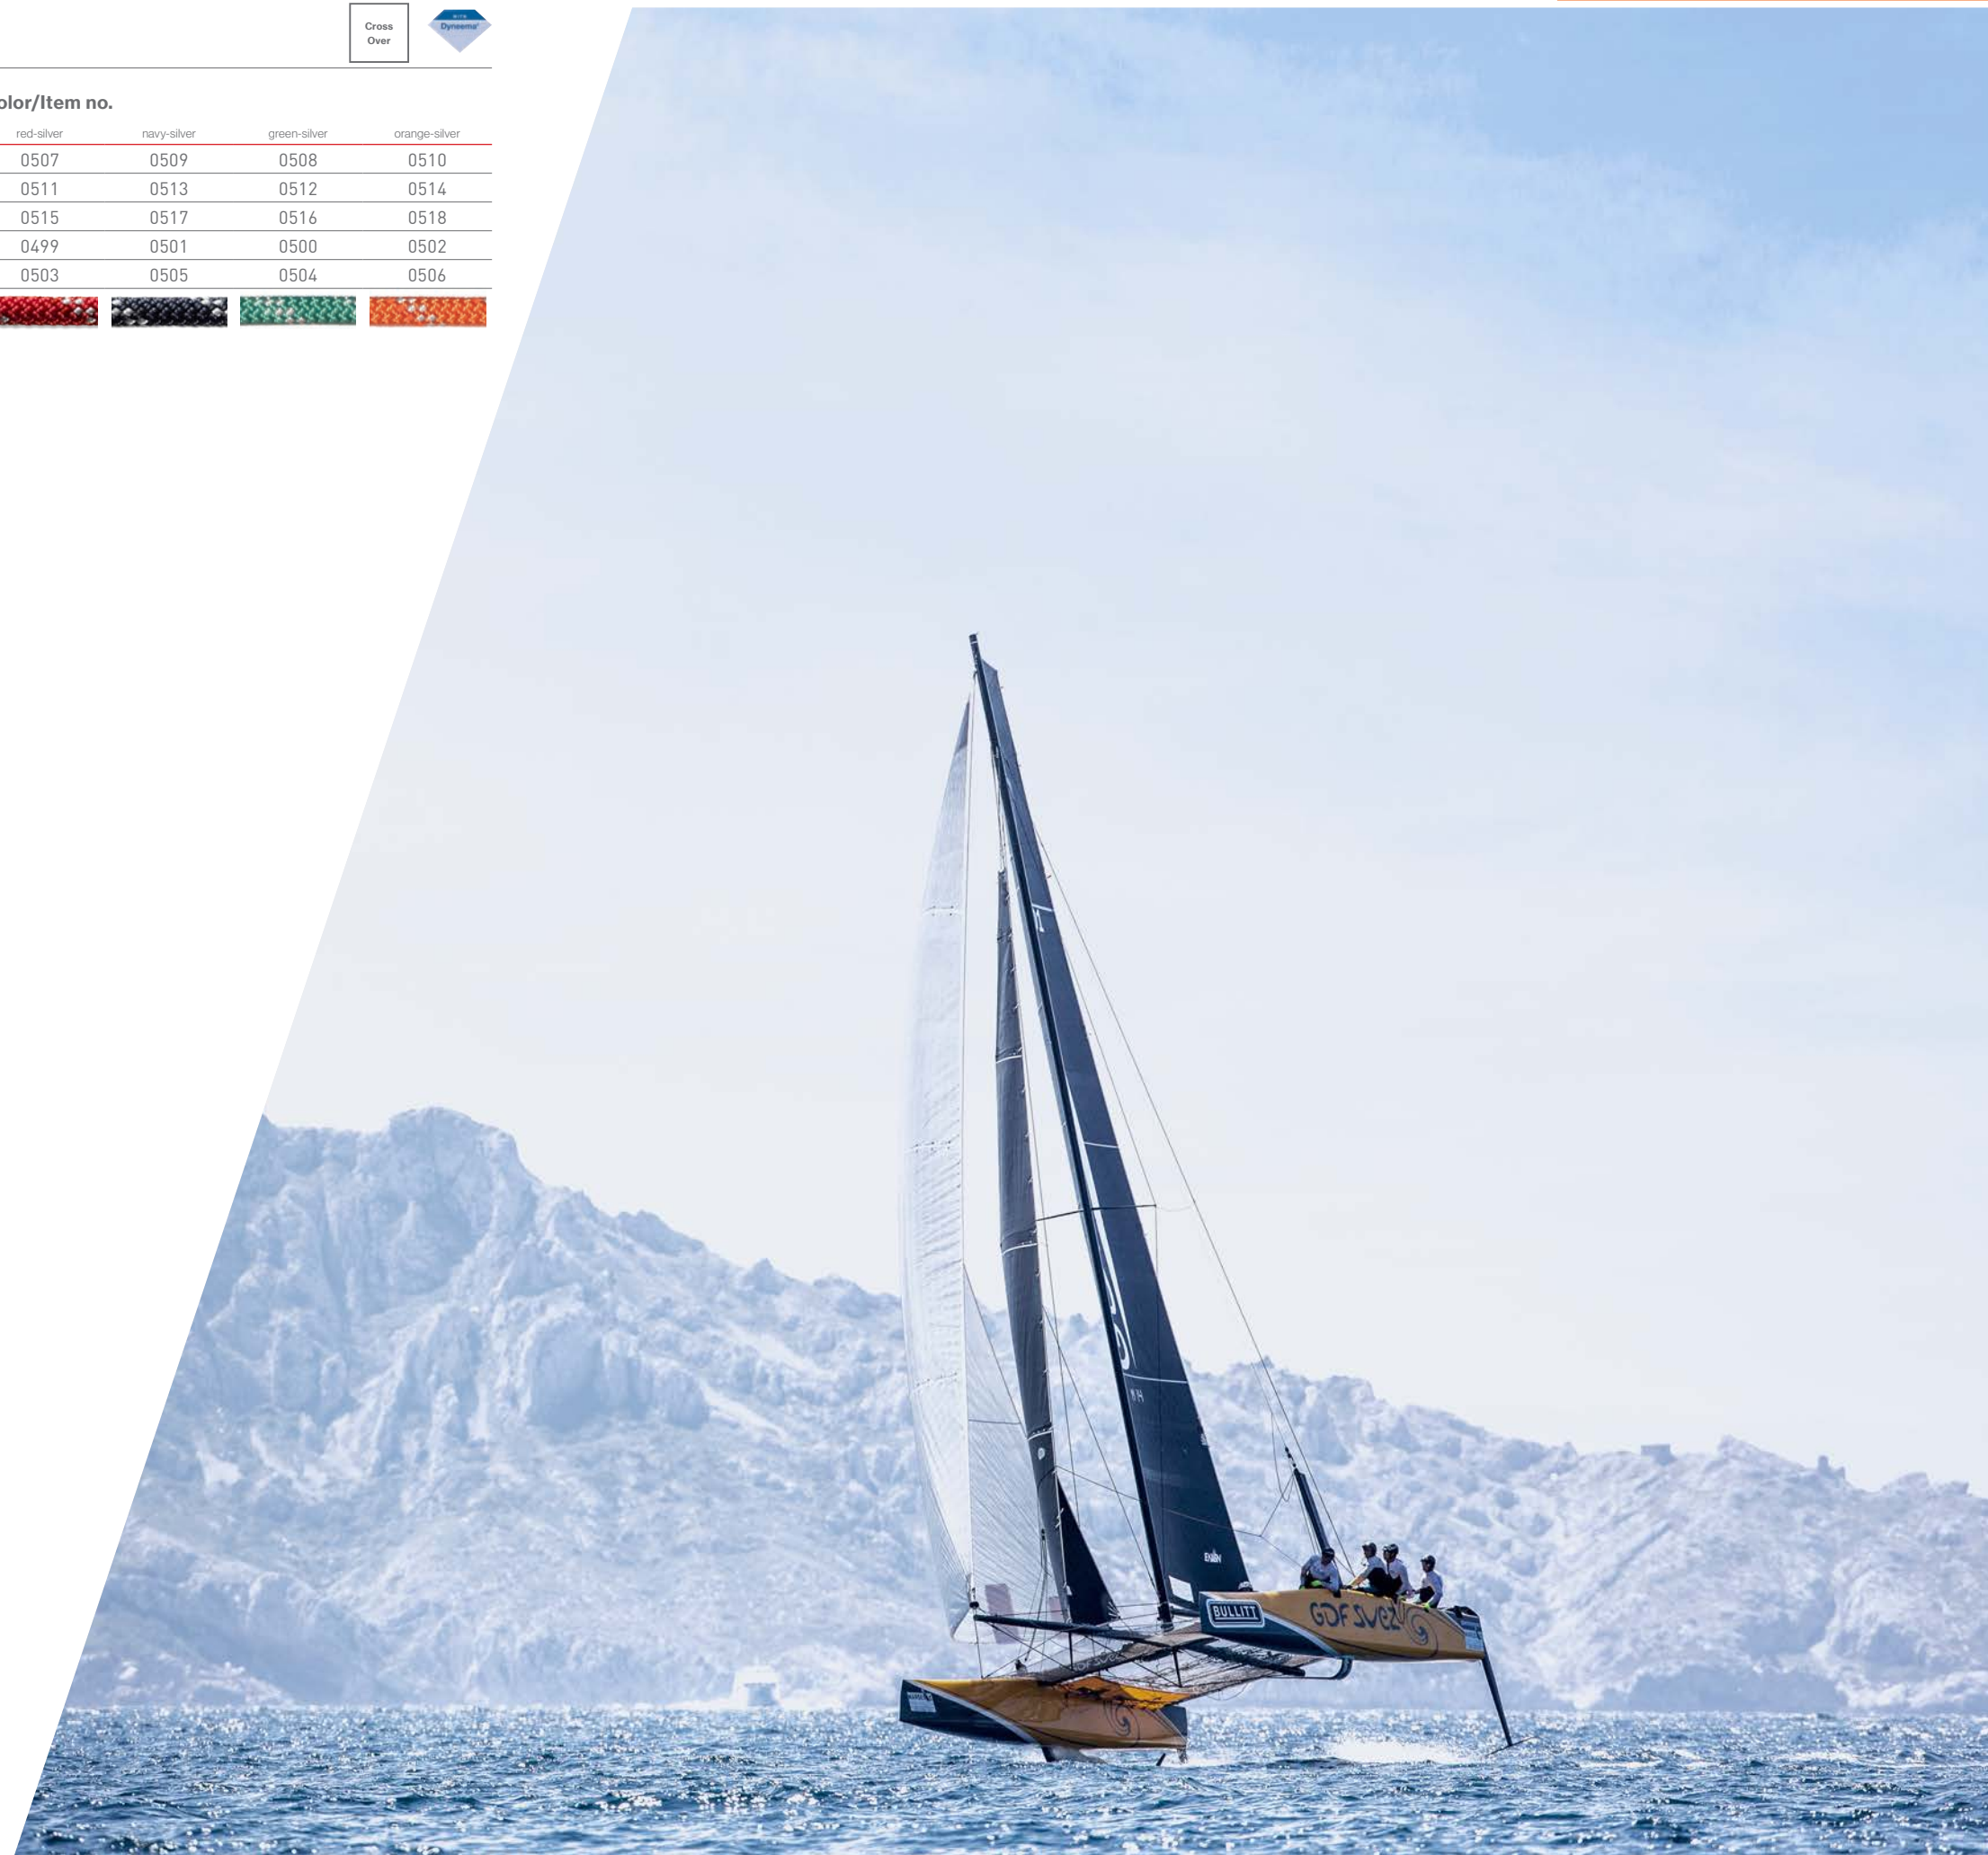 Cross
Over
WITH
Dyneema®
olor/Item no.
red-silver navy-silver green-silver orange-silver
0507 0509 0508 0510
0511 0513 0512 0514
0515 0517 0516 0518
0499 0501 0500 0502
0503 0505 0504 0506
BULLITT
GDF SUEZ